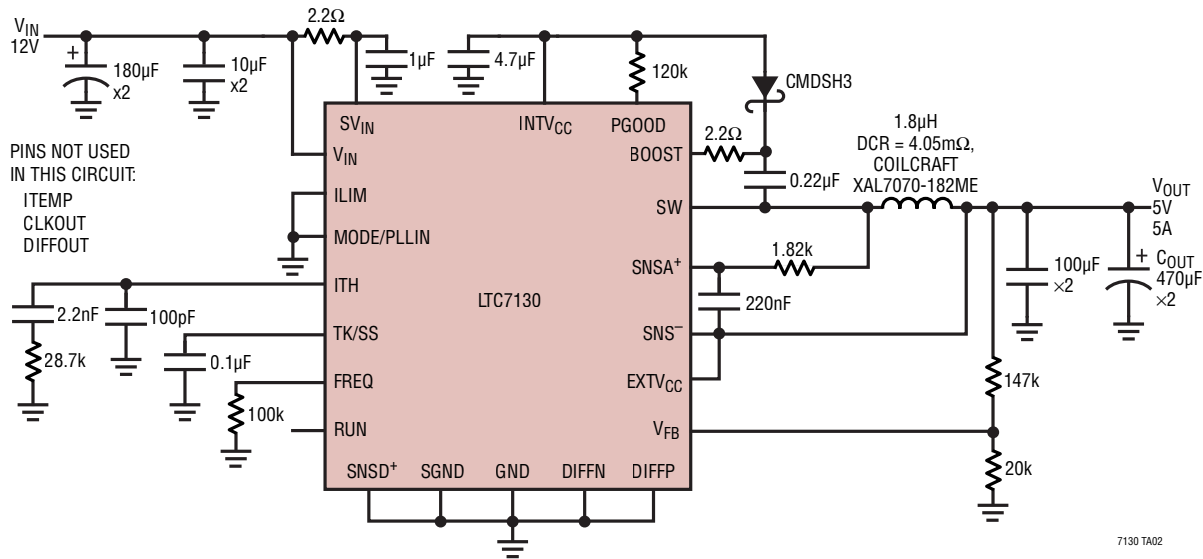 V_IN
12V
180µF
x2
10µF
x2
2.2Ω
1µF
4.7µF
120k
CMDSH3
SV_IN
INTV_CC
PGOOD
V_IN
BOOST
2.2Ω
0.22µF
1.8µH
DCR = 4.05mΩ,
COILCRAFT
XAL7070-182ME
V_OUT
5V
5A
PINS NOT USED
IN THIS CIRCUIT:
ITEMP
CLKOUT
DIFFOUT
ILIM
MODE/PLLIN
SW
SNSA+
1.82k
100µF
×2
+ C_OUT
470µF
×2
ITH
LTC7130
220nF
2.2nF
100pF
28.7k
TK/SS
0.1µF
SNS–
EXTV_CC
147k
FREQ
100k
RUN
V_FB
20k
SNSD+
SGND
GND
DIFFN
DIFFP
7130 TA02